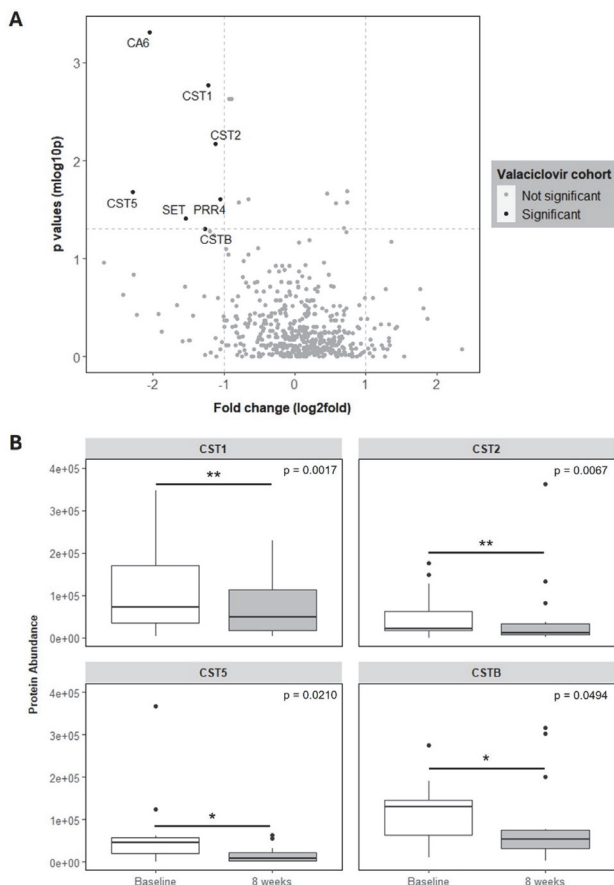 A
CA6
CST1
CST2
CST5
SET
PRR4
CSTB
p values (mlog10p)
3
2
1
0
-2
-1
0
1
2
Fold change (log2fold)
Valaciclovir cohort
Not significant
Significant
B
Protein Abundance
CST1
4e+05
3e+05
2e+05
1e+05
0e+00
**
p = 0.0017
CST2
**
p = 0.0067
CST5
4e+05
3e+05
2e+05
1e+05
0e+00
*
p = 0.0210
CSTB
*
p = 0.0494
Baseline
8 weeks
Baseline
8 weeks